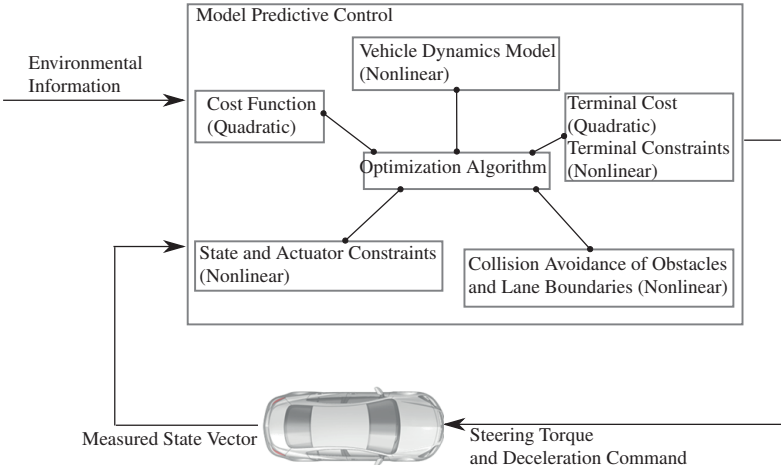 Model Predictive Control
Environmental
Information
Vehicle Dynamics Model
(Nonlinear)
Cost Function
(Quadratic)
Terminal Cost
(Quadratic)
Terminal Constraints
(Nonlinear)
Optimization Algorithm
State and Actuator Constraints
(Nonlinear)
Collision Avoidance of Obstacles
and Lane Boundaries (Nonlinear)
Measured State Vector
Steering Torque
and Deceleration Command